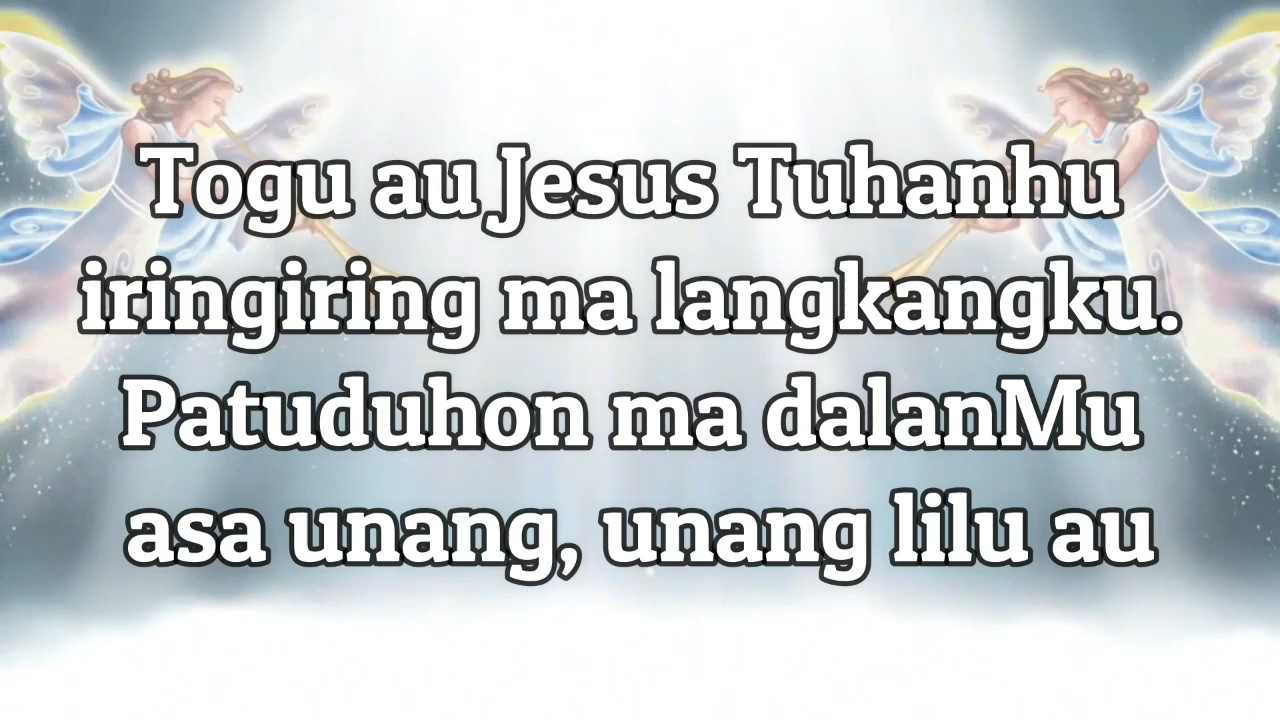 Togu au Jesus Tuhanhu
iringiring ma langkangku.
Patuduhon ma dalanMu
asa unang, unang lilu au